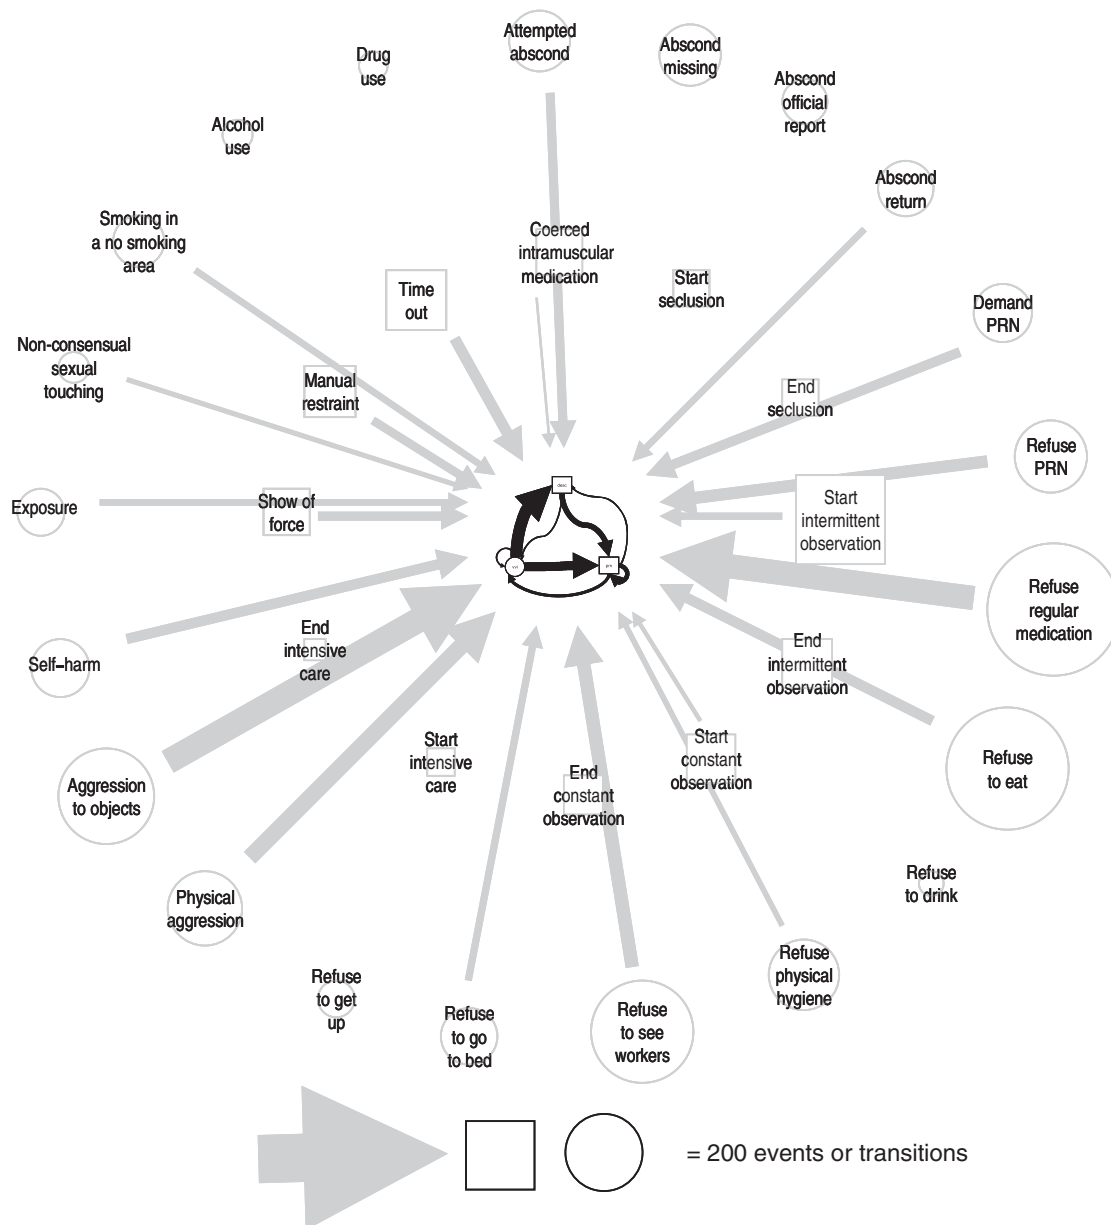 Attempted
abscond
Abscond
missing
Drug
use
Abscond
official
report
Alcohol
use
Abscond
return
Smoking in
a no smoking
area
Coerced
intramuscular
medication
Time
out
Start
seclusion
Demand
PRN
Non-consensual
sexual
touching
Manual
restraint
End
seclusion
Refuse
PRN
Exposure
Show of
force
Start
intermittent
observation
Refuse
regular
medication
Self–harm
End
intensive
care
End
intermittent
observation
Aggression
to objects
Start
intensive
care
End
constant
observation
Start
constant
observation
Refuse
to eat
Physical
aggression
Refuse
to drink
Refuse
to get
up
Refuse
to go
to bed
Refuse
to see
workers
Refuse
physical
hygiene
= 200 events or transitions